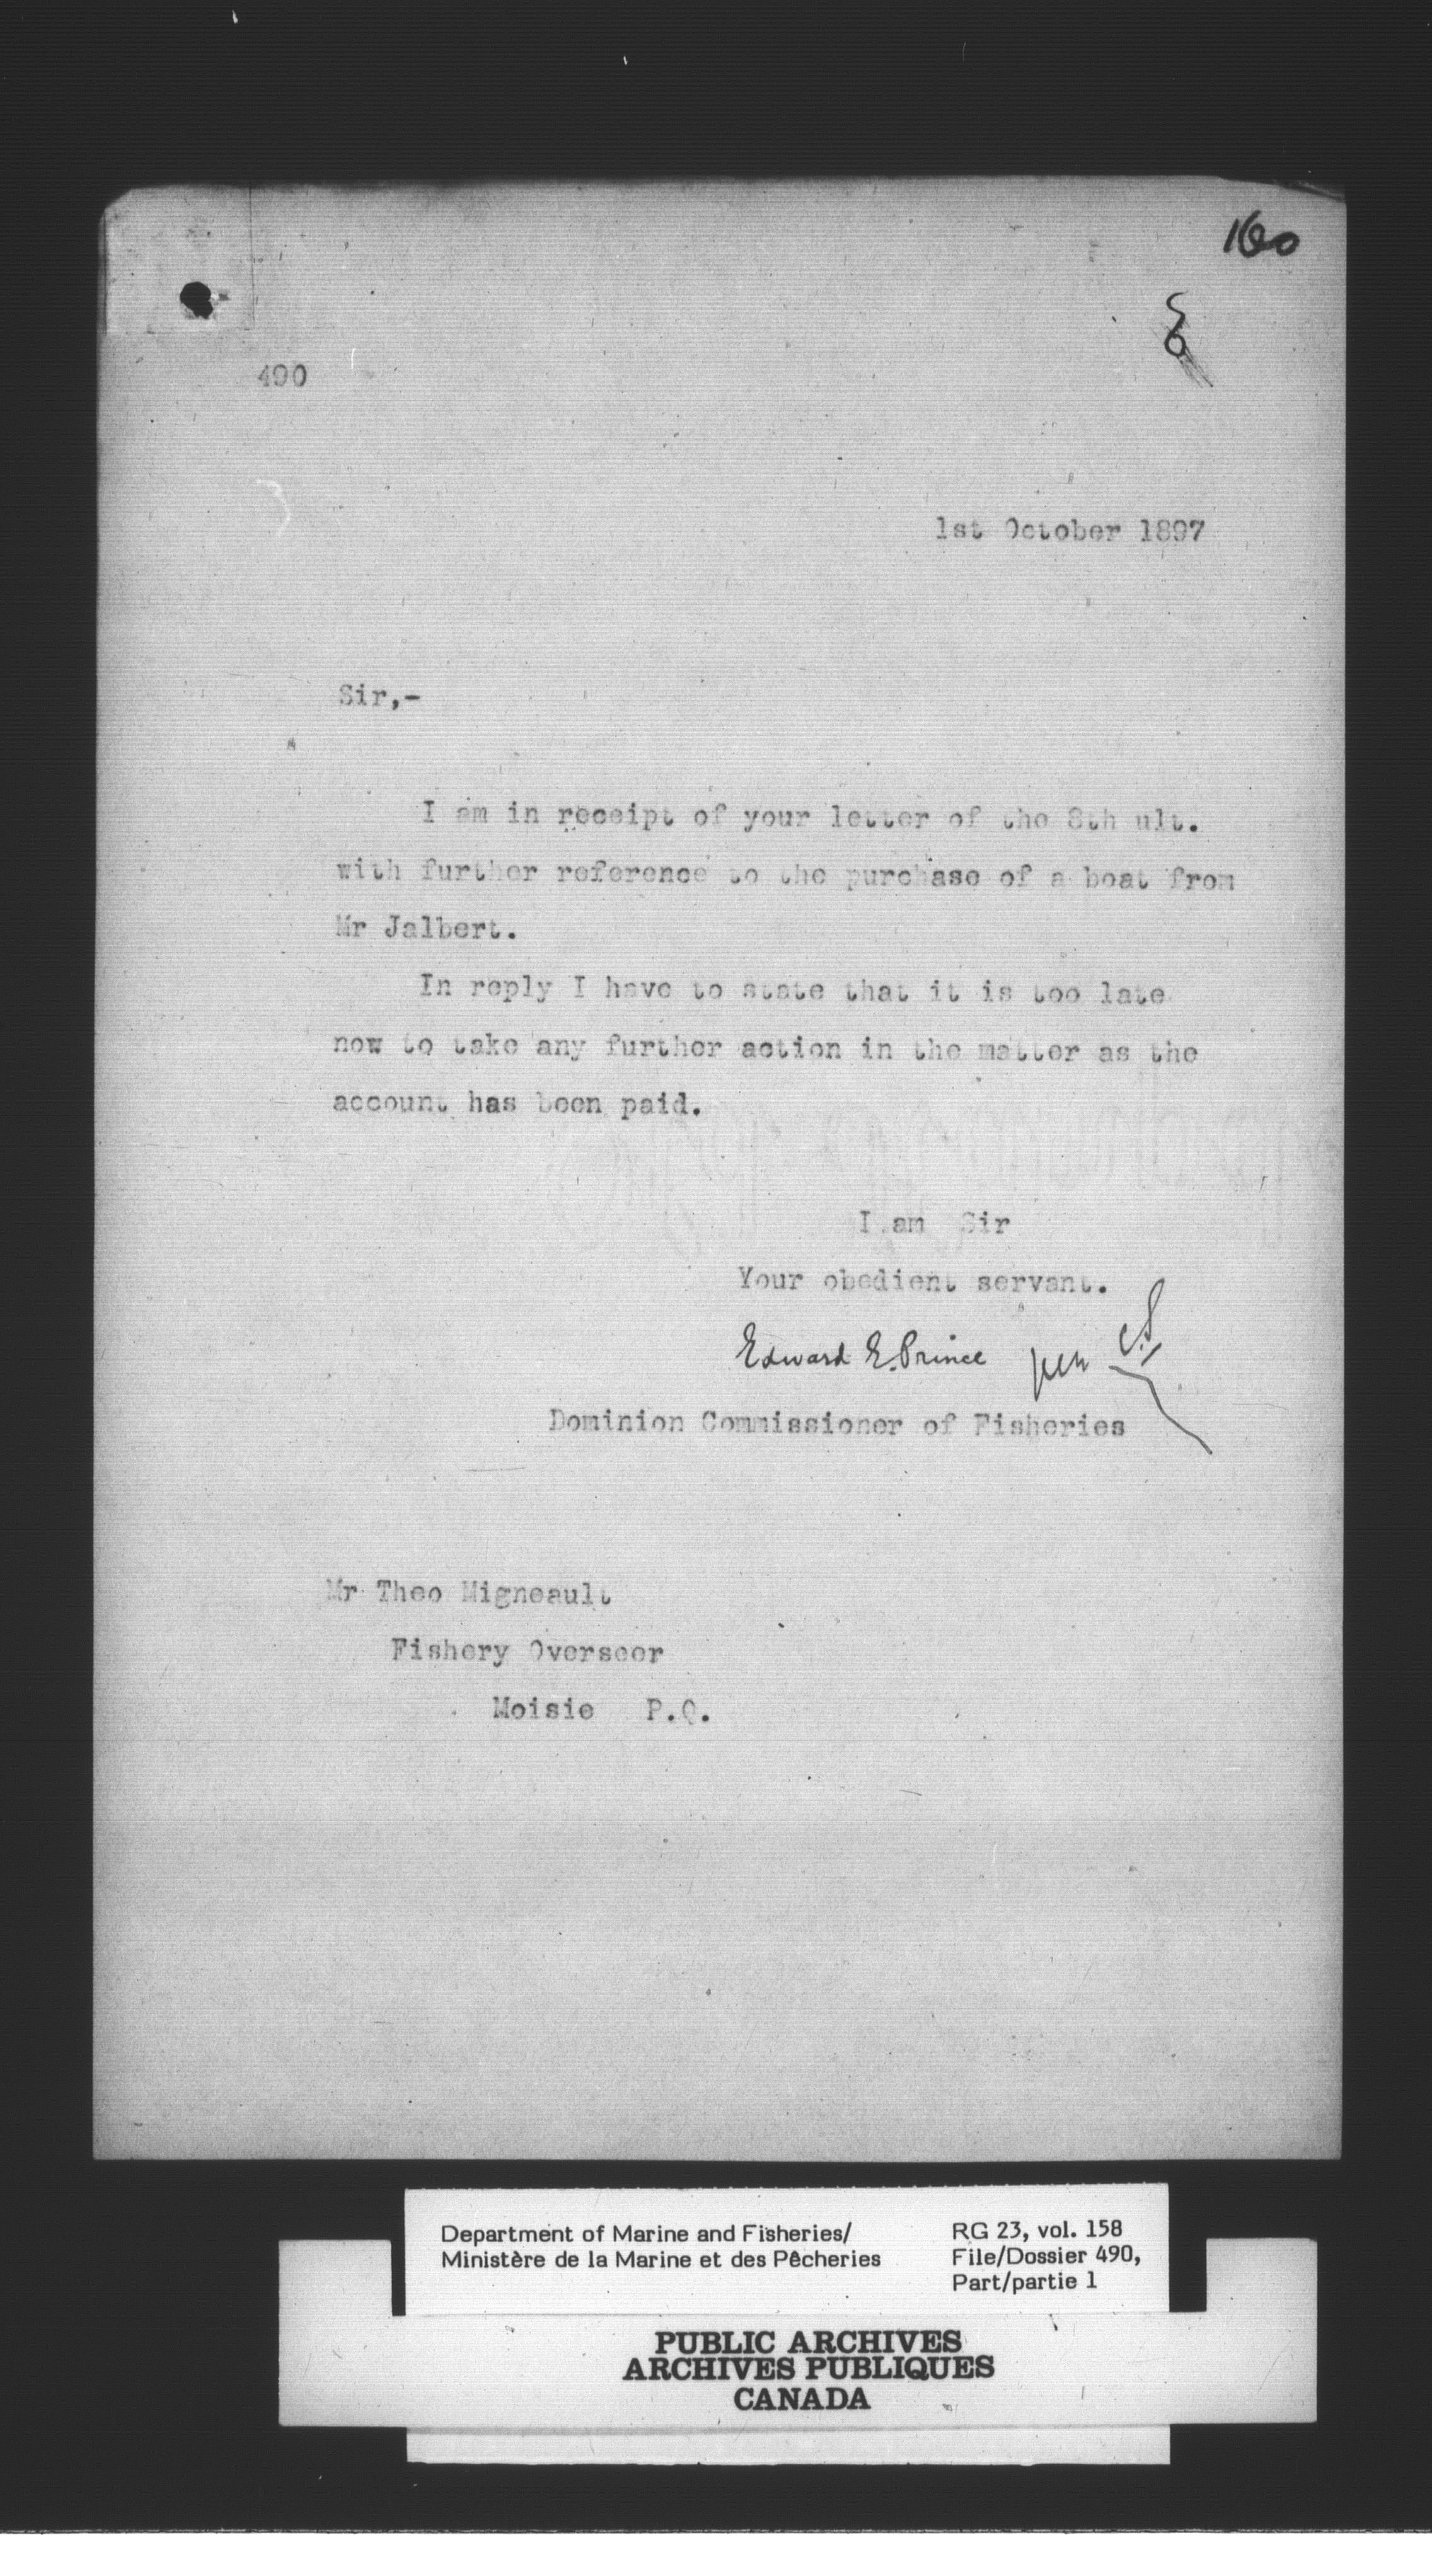 160
490
1st October 1897
Sir,-
I am in receipt of your letter of the 8th ult.
with further reference to the purchase of a boat from
Mr Jalbert.
In reply I have to state that it is too late
now to take any further action in the matter as the
account has been paid.
I am Sir
Your obedient servant.
Edward E. Prince per
Dominion Commissioner of Fisheries
Mr Theo Migneault
Fishery Overseer
Moisie P.Q.
Department of Marine and Fisheries/
Ministère de la Marine et des Pêcheries
RG 23, vol. 158
File/Dossier 490,
Part/partie 1
PUBLIC ARCHIVES
ARCHIVES PUBLIQUES
CANADA